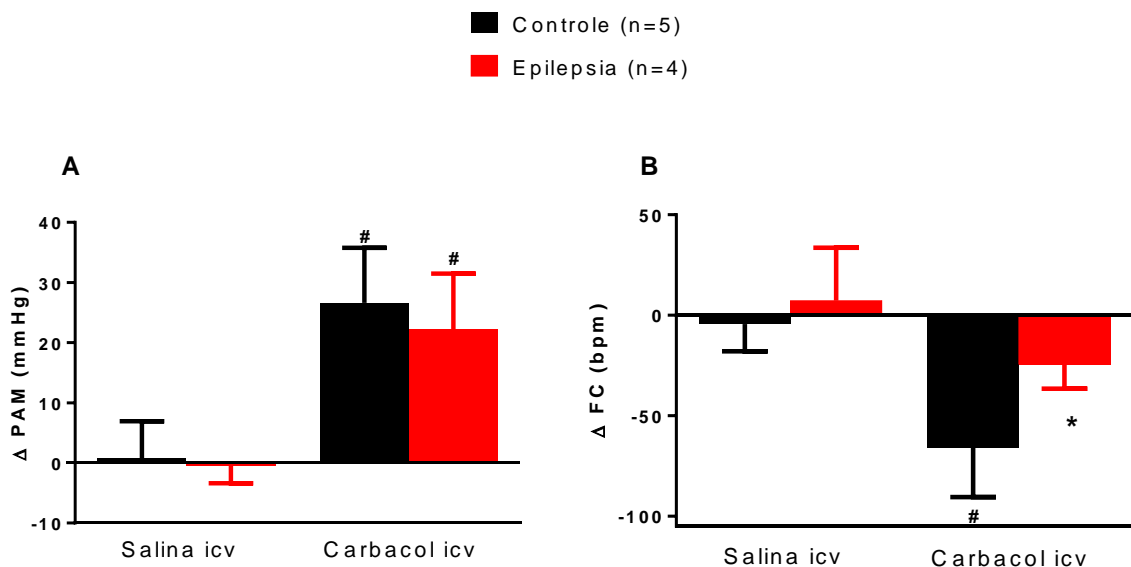 Controle (n=5)
Epilepsia (n=4)
A
Δ PAM (mmHg)
40
30
20
10
0
-10
#
#
Salina icv
Carbacol icv
B
Δ FC (bpm)
50
0
-50
-100
#
*
Salina icv
Carbacol icv